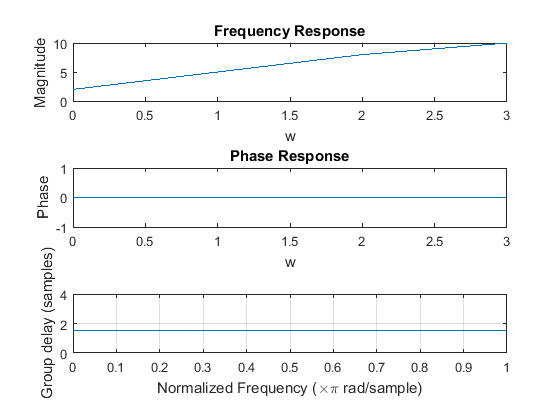 Frequency Response
Magnitude
10
5
0
0 0.5 1 1.5 2 2.5 3
w
Phase Response
Phase
1
0
-1
0 0.5 1 1.5 2 2.5 3
w
Group delay (samples)
4
2
0
0 0.1 0.2 0.3 0.4 0.5 0.6 0.7 0.8 0.9 1
Normalized Frequency (×π rad/sample)